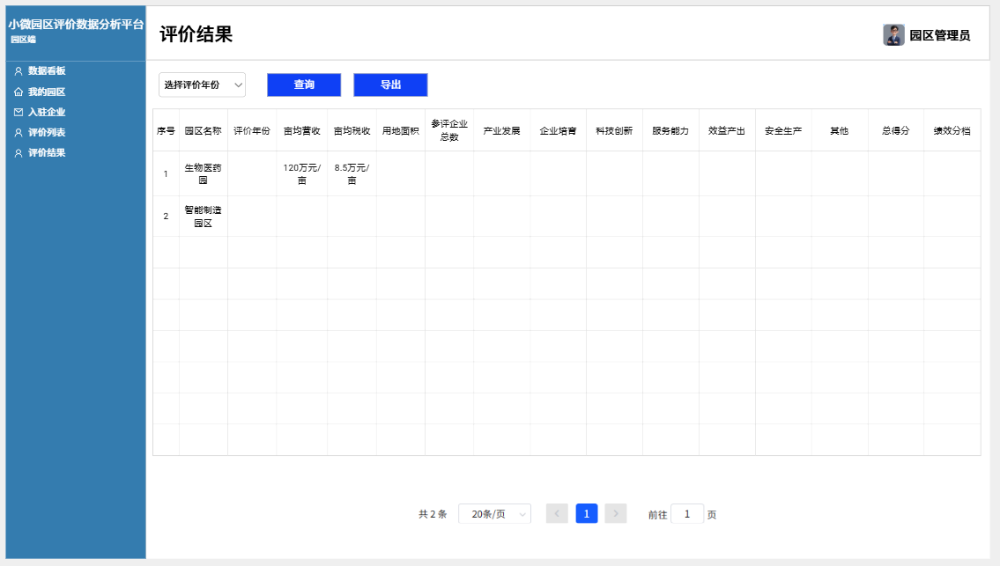 小微园区评价数据分析平台
园区端
数据看板
我的园区
入驻企业
评价列表
评价结果
评价结果
园区管理员
选择评价年份 查询 导出
序号 园区名称 评价年份 亩均营收 亩均税收 用地面积 参评企业总数 产业发展 企业培育 科技创新 服务能力 效益产出 安全生产 其他 总得分 绩效分档
1 生物医药园 120万元/亩 8.5万元/亩
2 智能制造园区
共 2 条 20条/页 1 前往 1 页